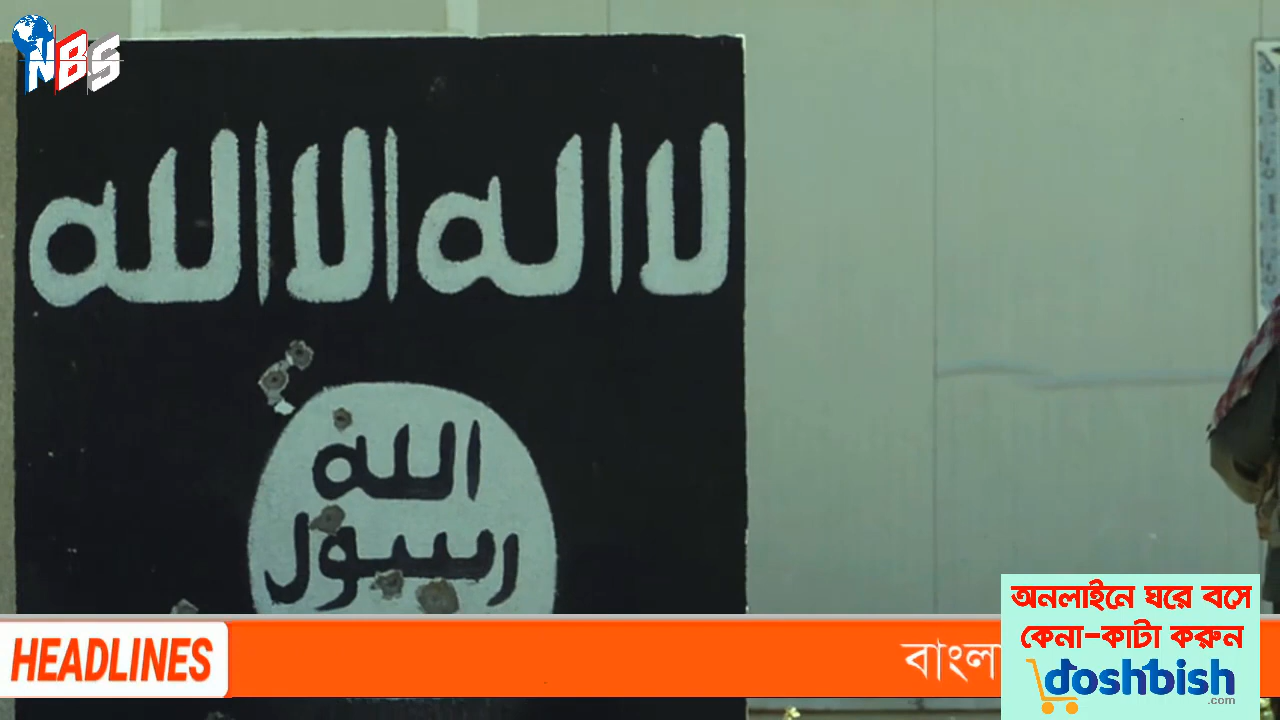 NBS
لا اله الا الله
الله
رسول
HEADLINES
বাংলা
অনলাইনে ঘরে বসে
কেনা-কাটা করুন
doshbish
.com